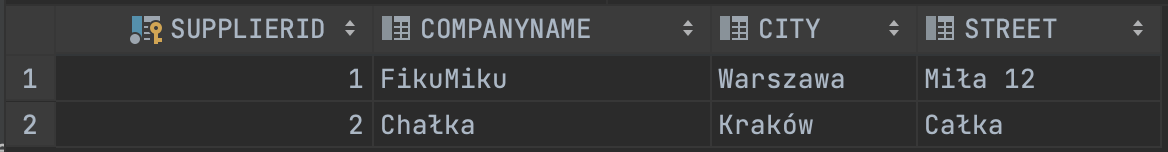 SUPPLIERID COMPANYNAME CITY STREET
1 1 FikuMiku Warszawa Miła 12
2 2 Chałka Kraków Całka